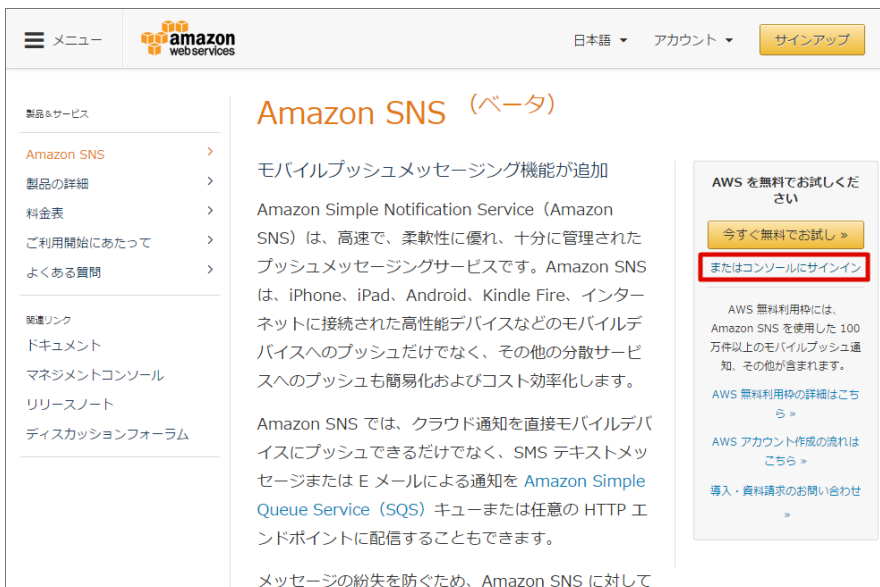 メニュー
amazon
webservices
日本語
アカウント
サインアップ
製品&サービス
Amazon SNS
製品の詳細
料金表
ご利用開始にあたって
よくある質問
関連リンク
ドキュメント
マネジメントコンソール
リリースノート
ディスカッションフォーラム
Amazon SNS（ベータ）
モバイルプッシュメッセージング機能が追加
Amazon Simple Notification Service（Amazon
SNS）は、高速で、柔軟性に優れ、十分に管理された
プッシュメッセージングサービスです。Amazon SNS
は、iPhone、iPad、Android、Kindle Fire、インター
ネットに接続された高性能デバイスなどのモバイルデ
バイスへのプッシュだけでなく、その他の分散サービ
スへのプッシュも簡易化およびコスト効率化します。
Amazon SNS では、クラウド通知を直接モバイルデバ
イスにプッシュできるだけでなく、SMS テキストメッ
セージまたは E メールによる通知を Amazon Simple
Queue Service（SQS）キューまたは任意の HTTP エ
ンドポイントに配信することもできます。
メッセージの紛失を防ぐため、Amazon SNS に対して
AWS を無料でお試しくだ
さい
今すぐ無料でお試し »
またはコンソールにサインイン
AWS 無料利用枠には、
Amazon SNS を使用した 100
万件以上のモバイルプッシュ通
知、その他が含まれます。
AWS 無料利用枠の詳細はこち
ら »
AWS アカウント作成の流れは
こちら »
導入・資料請求のお問い合わせ
»